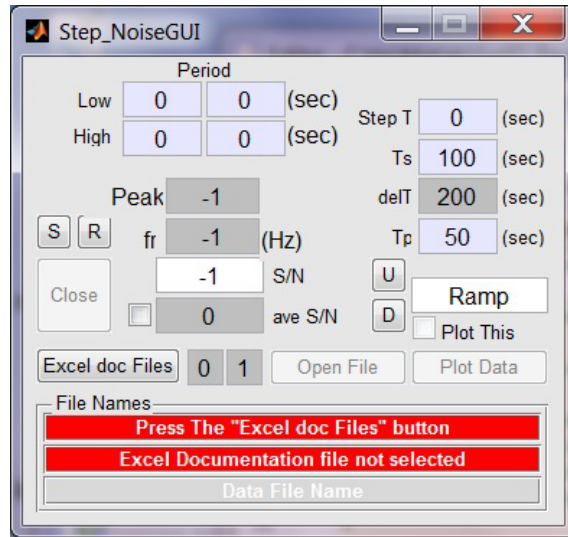 Step_NoiseGUI
X
Period
Low 0 0 (sec)
High 0 0 (sec)
Step T 0 (sec)
Ts 100 (sec)
delT 200 (sec)
Tp 50 (sec)
Peak -1
S R fr -1 (Hz)
-1 S/N
Close
0 ave S/N
U
D
Ramp
Plot This
Excel doc Files 0 1 Open File Plot Data
File Names
Press The "Excel doc Files" button
Excel Documentation file not selected
Data File Name